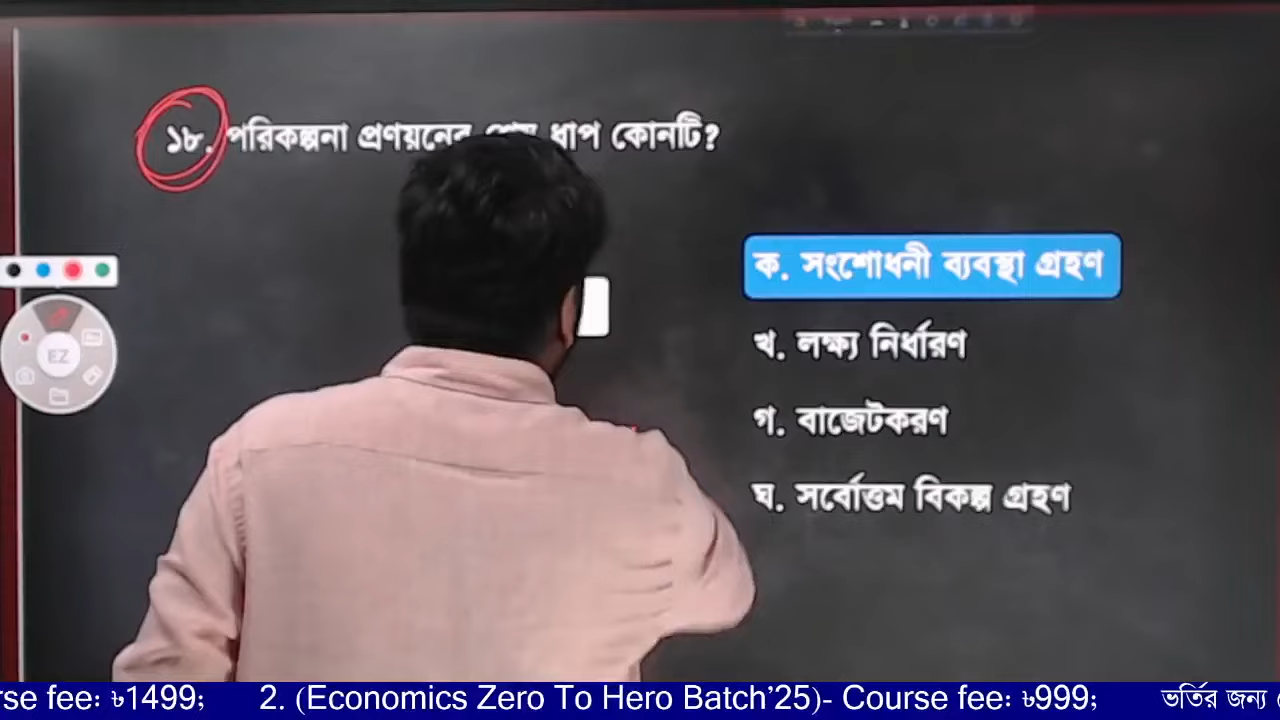 ১৮. পরিকল্পনা প্রণয়নের শেষ ধাপ কোনটি?
ক. সংশোধনী ব্যবস্থা গ্রহণ
খ. লক্ষ্য নির্ধারণ
গ. বাজেটকরণ
ঘ. সর্বোত্তম বিকল্প গ্রহণ
EZ
rse fee: ৳1499; 2. (Economics Zero To Hero Batch'25)- Course fee: ৳999; ভর্তির জন্য